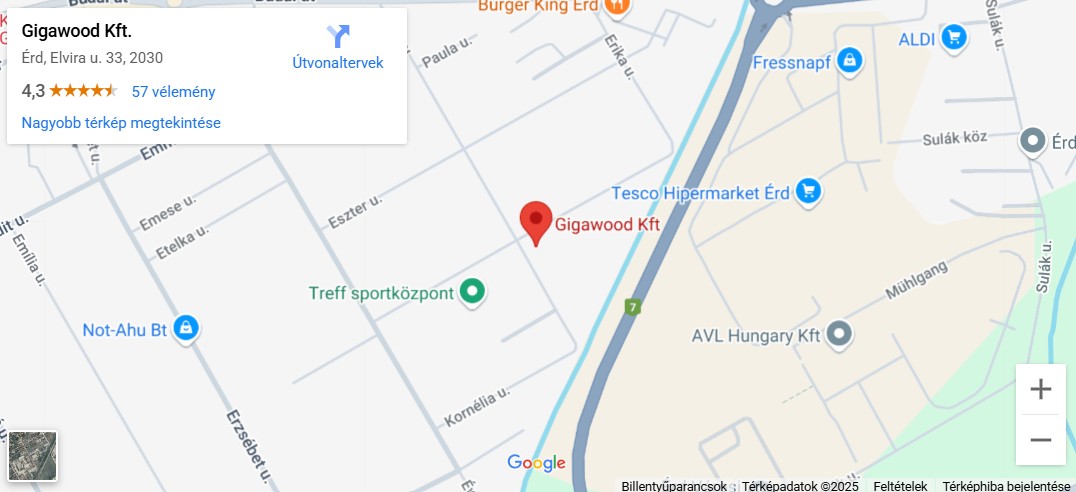 Gigawood Kft.
Érd, Elvira u. 33, 2030
4,3
57 vélemény
Nagyobb térkép megtekintése
Útvonaltervek
Burger King Érd
Paula u.
Erika u.
Sulák u.
ALDI
Fressnapf
Sulák köz
Érd
Tesco Hipermarket Érd
Emese u.
Eszter u.
Etelka u.
Emília u.
Gigawood Kft
Sulák u.
Mühlgang
Treff sportközpont
7
Not-Ahu Bt
AVL Hungary Kft
Kornélia u.
Erzsébet u.
Google
Billentyűparancsok
Térképadatok ©2025
Feltételek
Térképhiba bejelentése